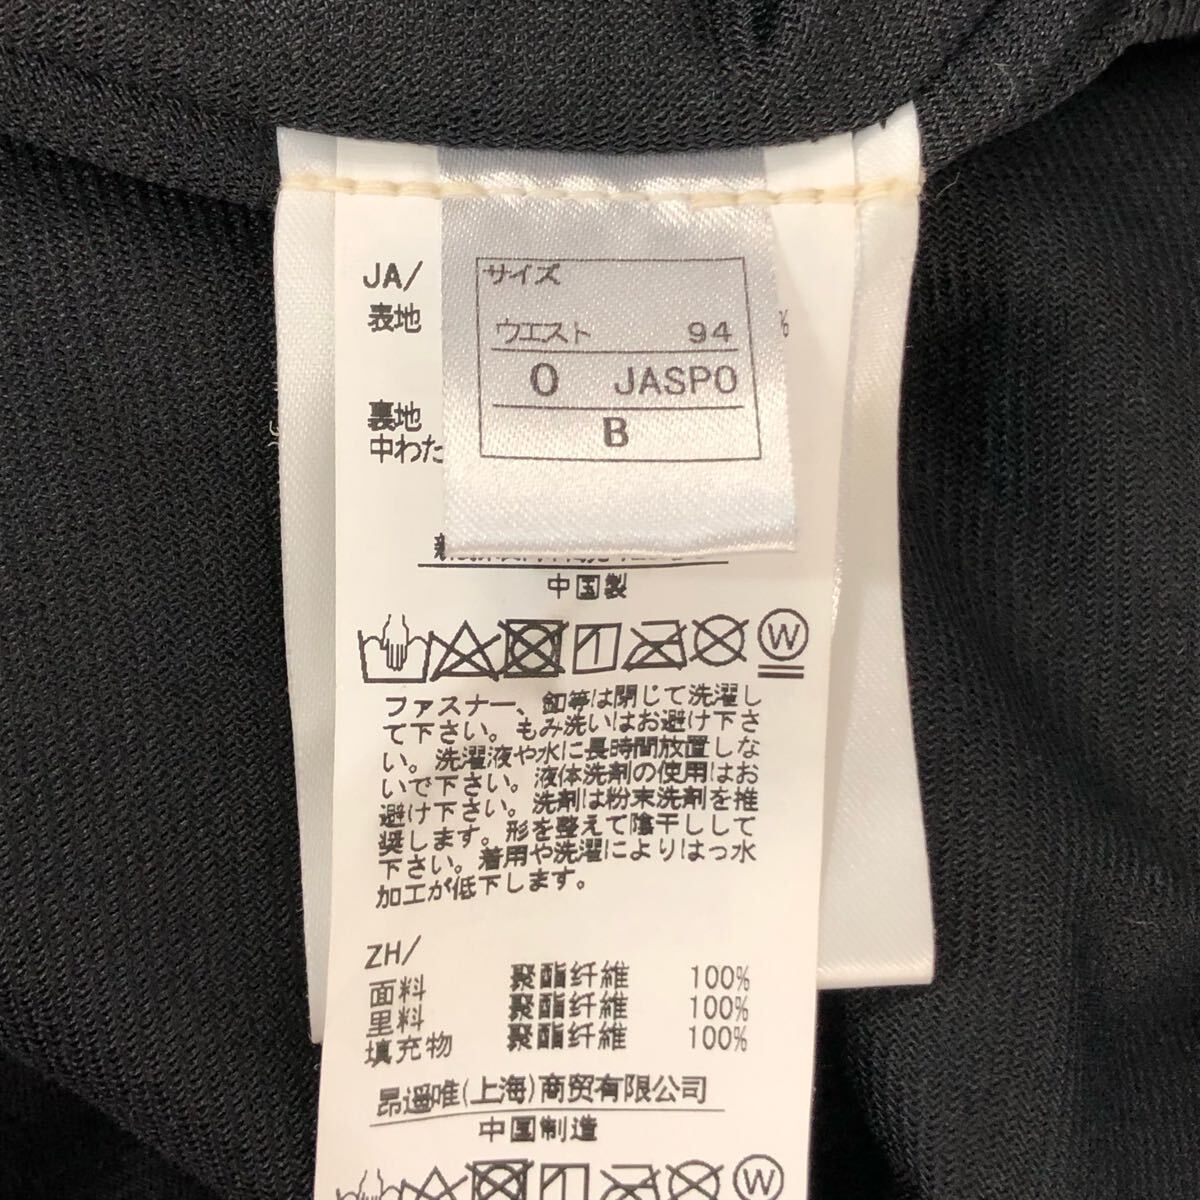 サイズ
ウエスト 94
O JASPO
B
JA/
表地
%
裏地
中わた
中国製
W
ファスナー、釦等は閉じて洗濯し
て下さい。もみ洗いはお避け下さ
い。洗濯液や水に長時間放置しな
いで下さい。液体洗剤の使用はお
避け下さい。洗剤は粉末洗剤を推
奨します。形を整えて陰干しして
下さい。着用や洗濯によりはっ水
加工が低下します。
ZH/
面料 聚酯纤维 100%
里料 聚酯纤维 100%
填充物 聚酯纤维 100%
昂遥唯(上海)商贸有限公司
中国制造
W